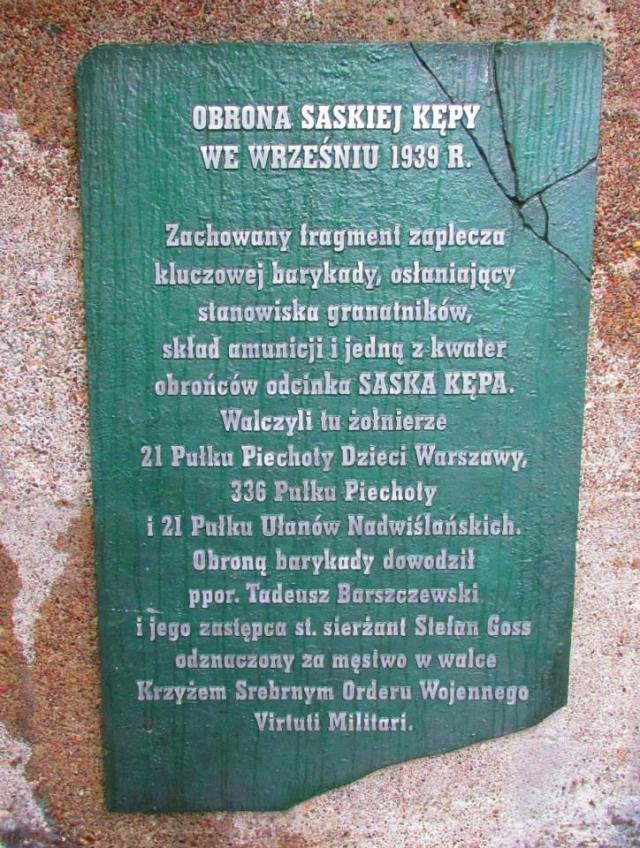 OBRONA SASKIEJ KĘPY
WE WRZEŚNIU 1939 R.
Zachowany fragment zaplecza
kluczowej barykady, osłaniający
stanowiska granatników,
skład amunicji i jedną z kwater
obrońców odcinka SASKA KĘPA.
Walczyli tu żołnierze
21 Pułku Piechoty Dzieci Warszawy,
336 Pułku Piechoty
i 21 Pułku Ułanów Nadwiślańskich.
Obroną barykady dowodził
ppor. Tadeusz Barszczewski
i jego zastępca st. sierżant Stefan Goss
odznaczony za męstwo w walce
Krzyżem Srebrnym Orderu Wojennego
Virtuti Militari.